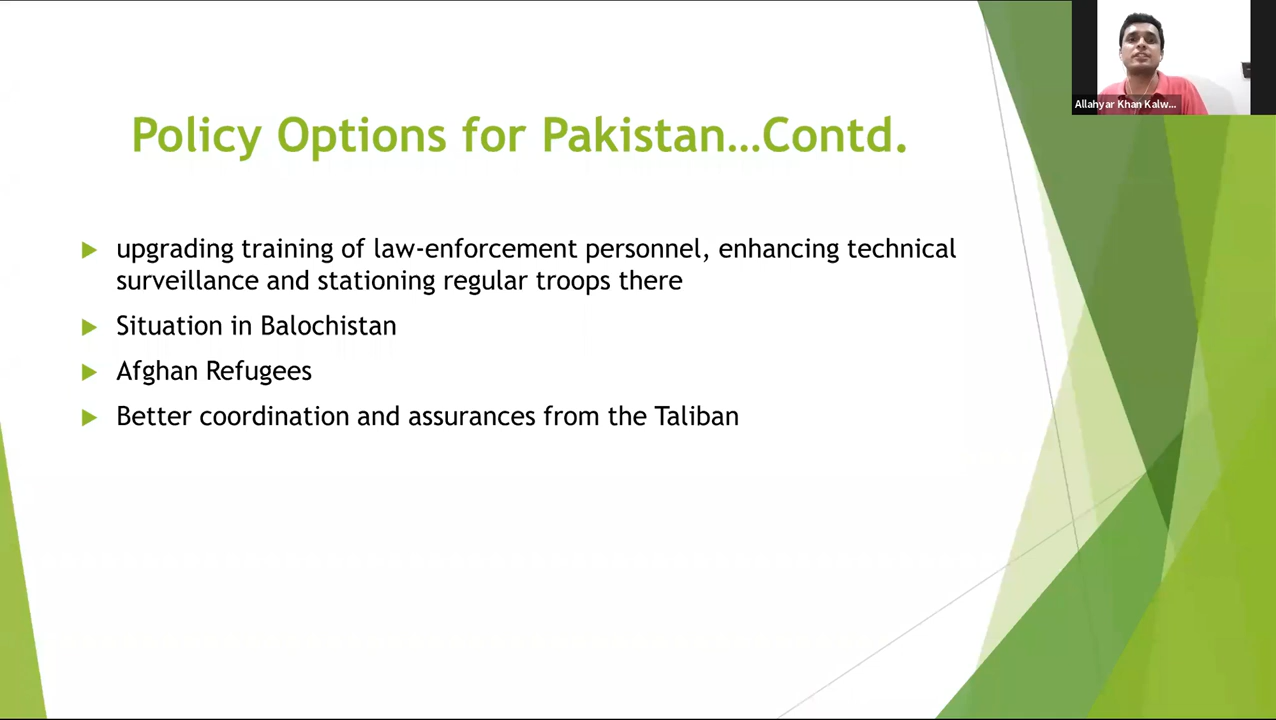 Allahyar Khan Kalw...
Policy Options for Pakistan...Contd.
upgrading training of law-enforcement personnel, enhancing technical
surveillance and stationing regular troops there
Situation in Balochistan
Afghan Refugees
Better coordination and assurances from the Taliban